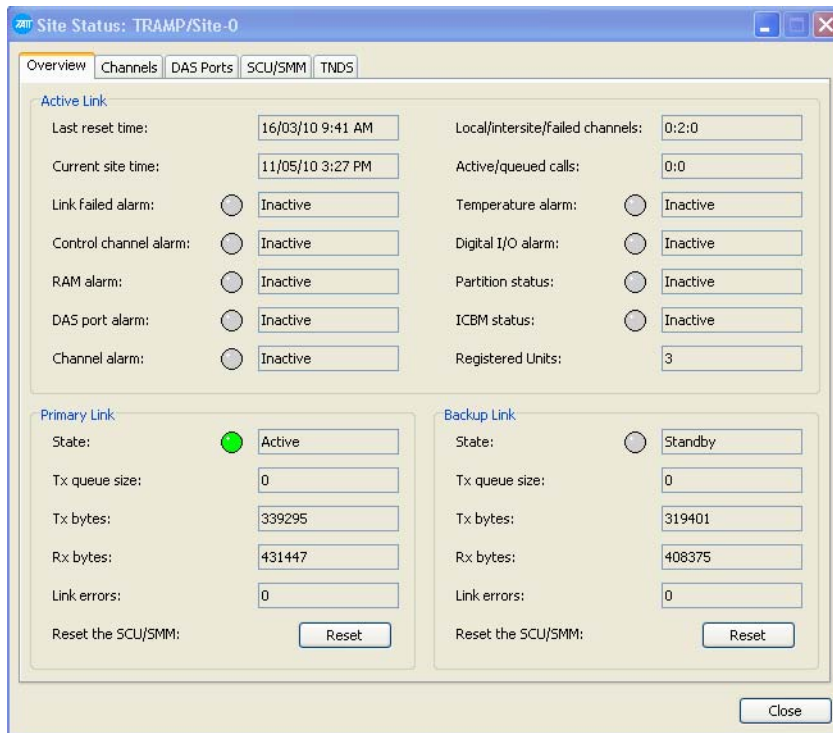 TAIT Site Status: TRAMP/Site-0
Overview Channels DAS Ports SCU/SMM TNDS
Active Link
Last reset time: 16/03/10 9:41 AM Local/intersite/failed channels: 0:2:0
Current site time: 11/05/10 3:27 PM Active/queued calls: 0:0
Link failed alarm: Inactive Temperature alarm: Inactive
Control channel alarm: Inactive Digital I/O alarm: Inactive
RAM alarm: Inactive Partition status: Inactive
DAS port alarm: Inactive ICBM status: Inactive
Channel alarm: Inactive Registered Units: 3
Primary Link Backup Link
State: Active State: Standby
Tx queue size: 0 Tx queue size: 0
Tx bytes: 339295 Tx bytes: 319401
Rx bytes: 431447 Rx bytes: 408375
Link errors: 0 Link errors: 0
Reset the SCU/SMM: Reset Reset the SCU/SMM: Reset
Close